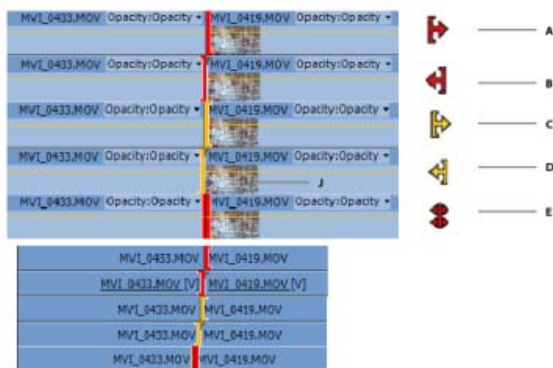 MVI_0433.MOV Opacity:Opacity MVI_0419.MOV Opacity:Opacity A
MVI_0433.MOV Opacity:Opacity MVI_0419.MOV Opacity:Opacity B
MVI_0433.MOV Opacity:Opacity MVI_0419.MOV Opacity:Opacity C
MVI_0433.MOV Opacity:Opacity MVI_0419.MOV Opacity:Opacity D
J
MVI_0433.MOV Opacity:Opacity MVI_0419.MOV Opacity:Opacity E
MVI_0433.MOV MVI_0419.MOV
MVI_0433.MOV [V] MVI_0419.MOV [V]
MVI_0433.MOV MVI_0419.MOV
MVI_0433.MOV MVI_0419.MOV
MVI_0433.MOV MVI_0419.MOV